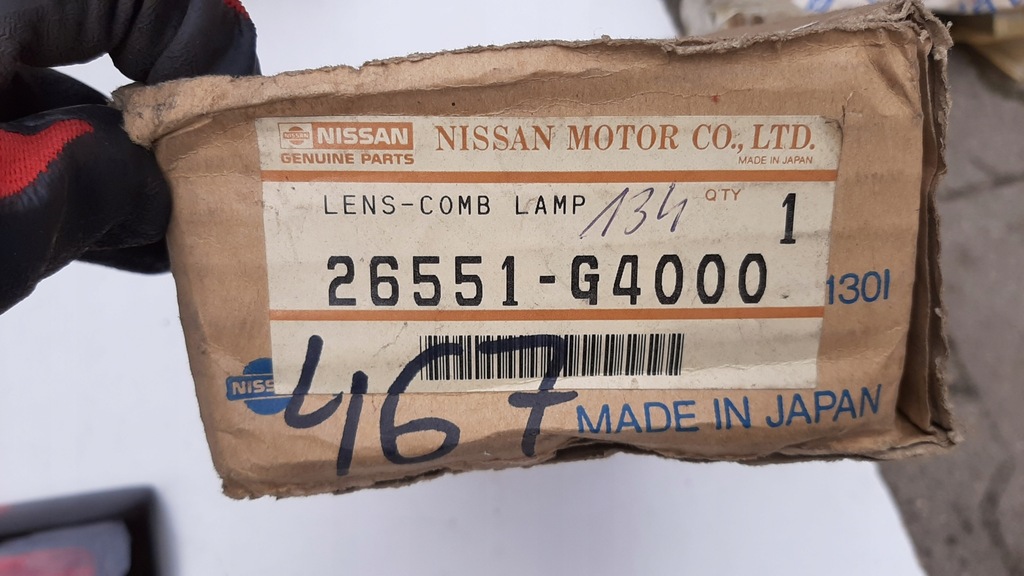 NISSAN
GENUINE PARTS
NISSAN MOTOR CO., LTD.
MADE IN JAPAN
LENS-COMB LAMP
134
QTY
1
26551-G4000
130I
NISS
467
MADE IN JAPAN